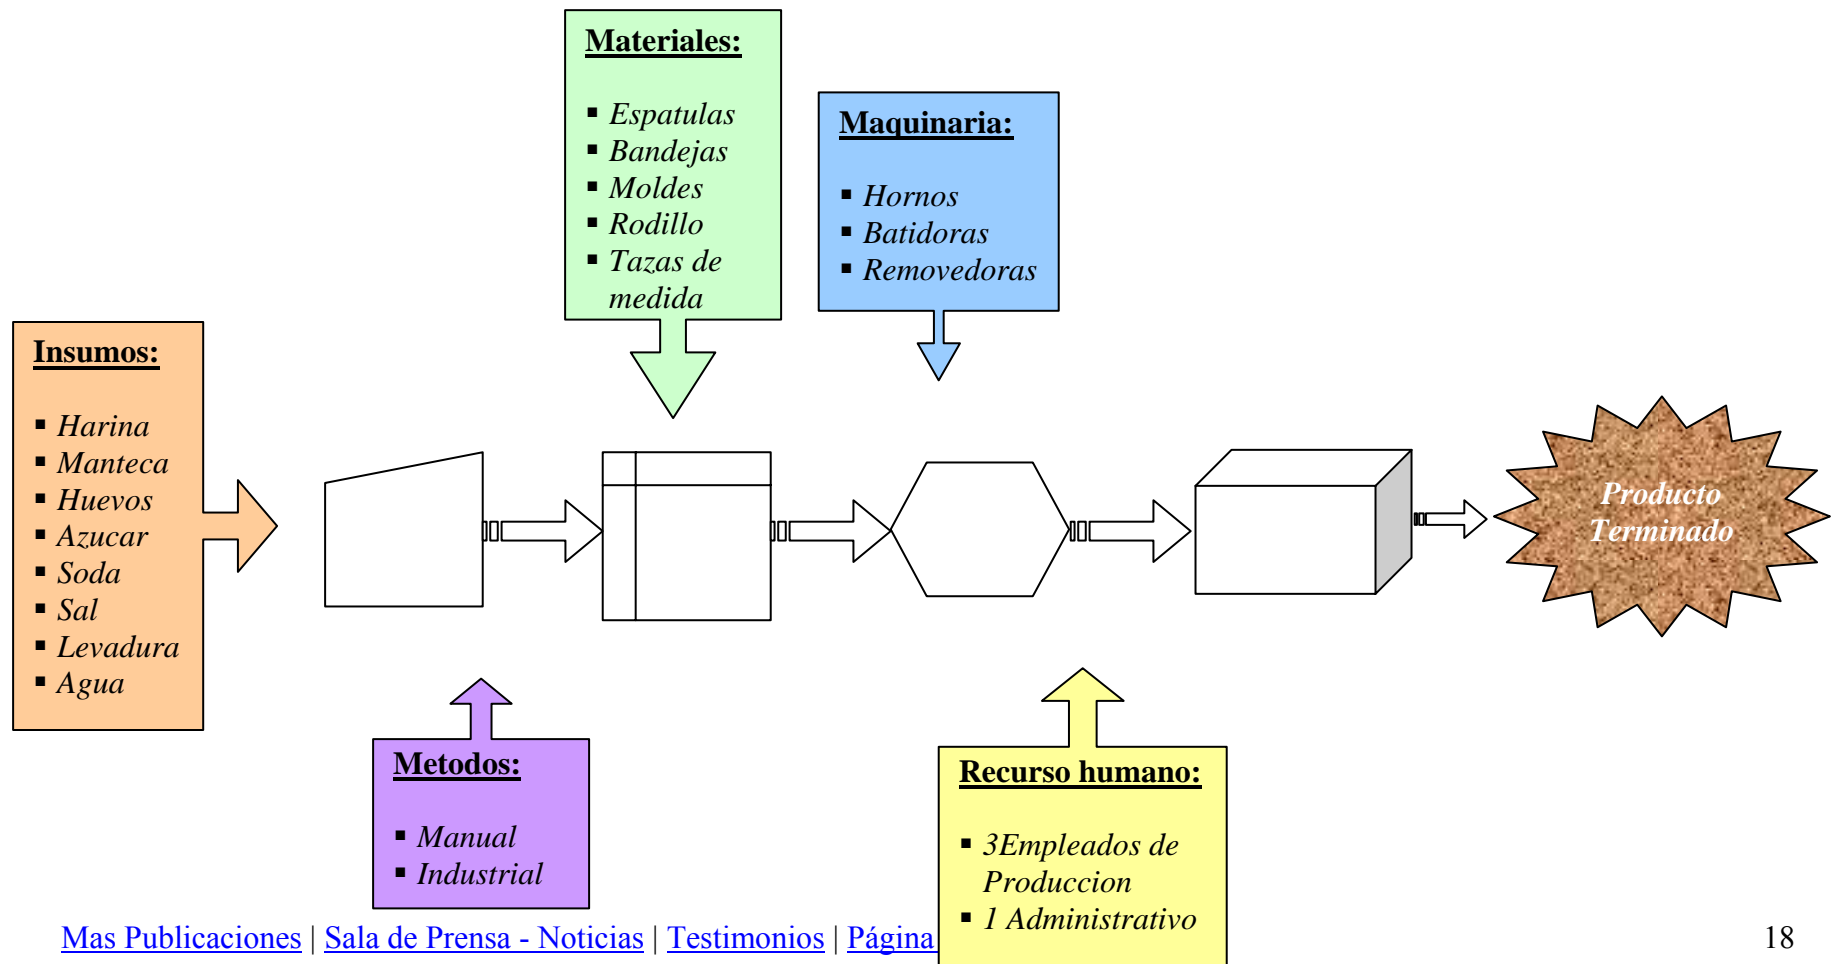 Materiales:
▪ Espatulas
▪ Bandejas
▪ Moldes
▪ Rodillo
▪ Tazas de
medida
Maquinaria:
▪ Hornos
▪ Batidoras
▪ Removedoras
Insumos:
▪ Harina
▪ Manteca
▪ Huevos
▪ Azucar
▪ Soda
▪ Sal
▪ Levadura
▪ Agua
Producto
Terminado
Metodos:
▪ Manual
▪ Industrial
Recurso humano:
▪ 3Empleados de
Produccion
▪ 1 Administrativo
Mas Publicaciones | Sala de Prensa - Noticias | Testimonios | Página
18